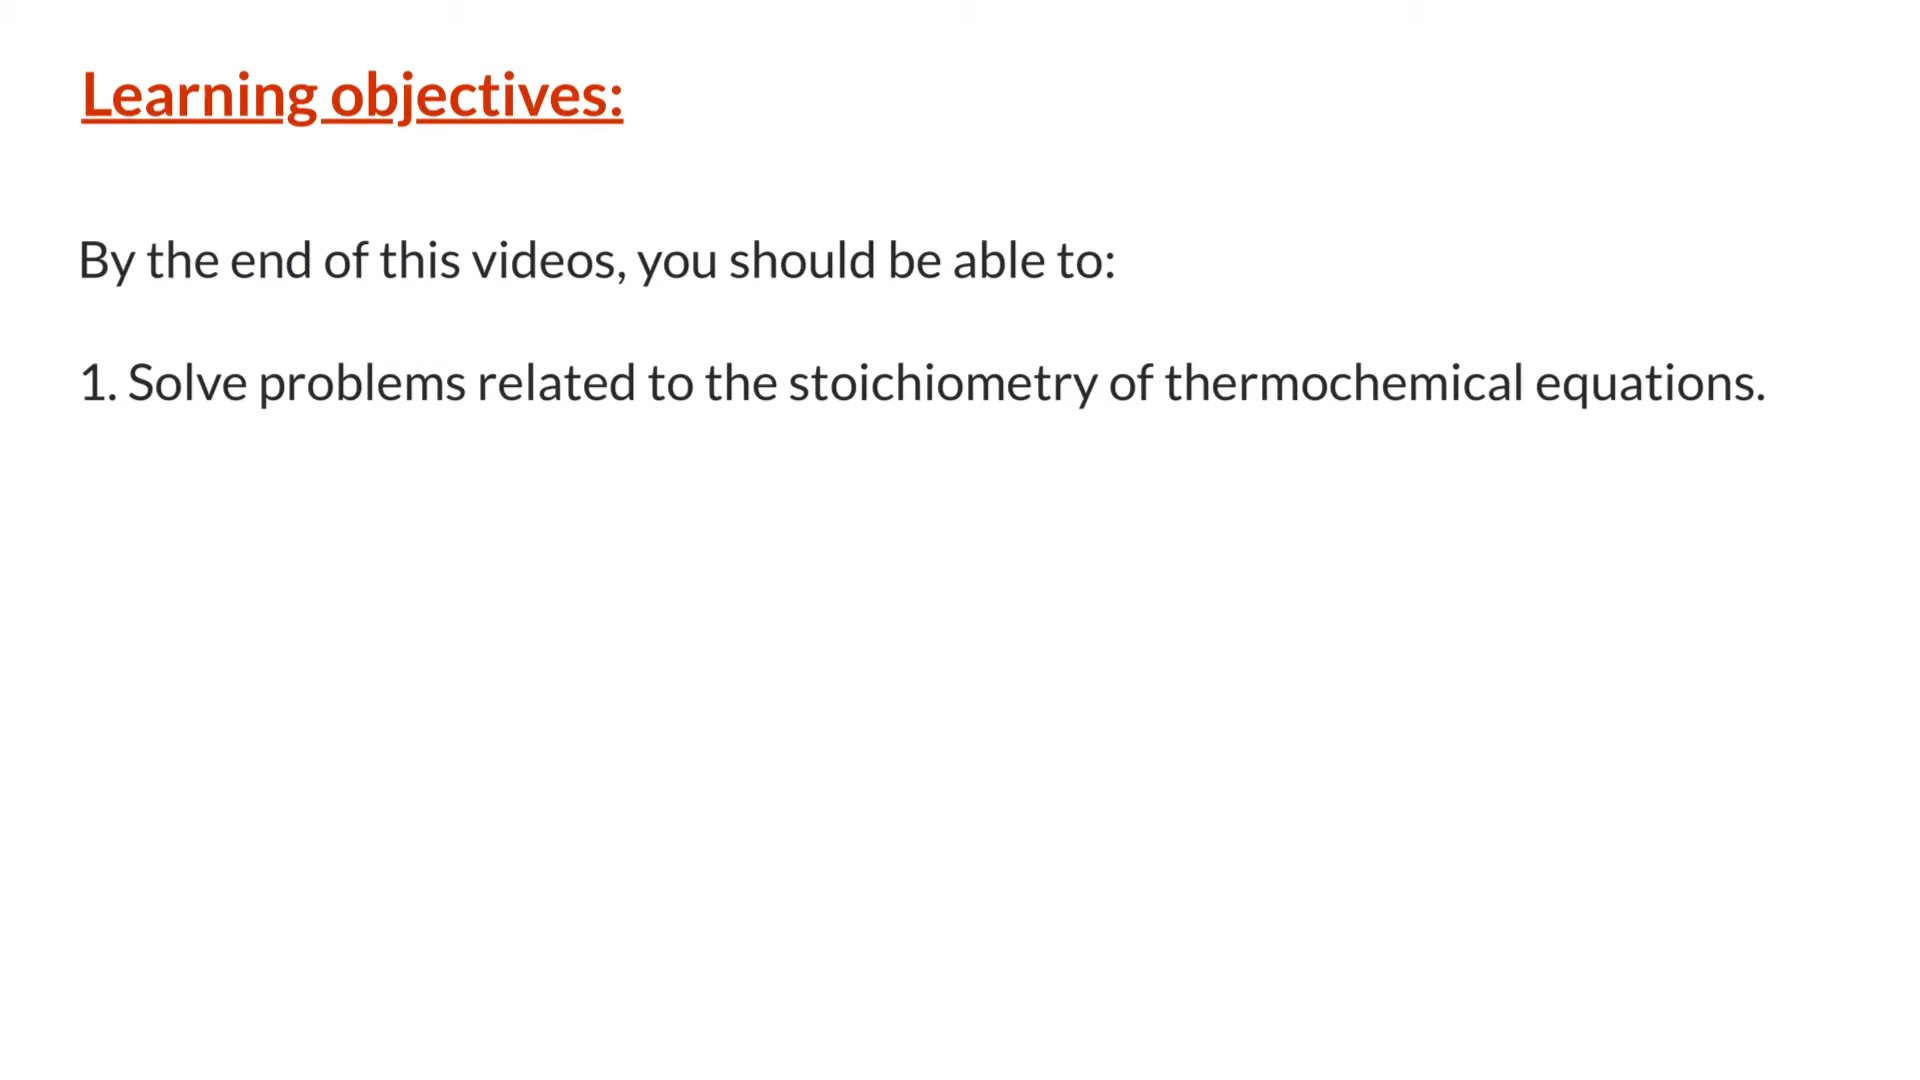 Learning objectives:
By the end of this videos, you should be able to:
1. Solve problems related to the stoichiometry of thermochemical equations.